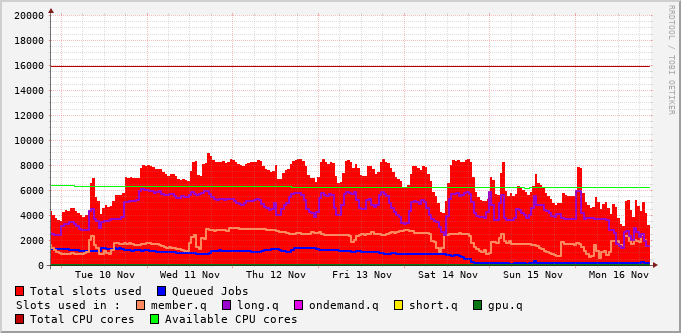 RRDTOOL / TOBI OETIKER
20000
18000
16000
14000
12000
10000
8000
6000
4000
2000
0
Tue 10 Nov Wed 11 Nov Thu 12 Nov Fri 13 Nov Sat 14 Nov Sun 15 Nov Mon 16 Nov
Total slots used Queued Jobs
Slots used in : member.q long.q ondemand.q short.q gpu.q
Total CPU cores Available CPU cores